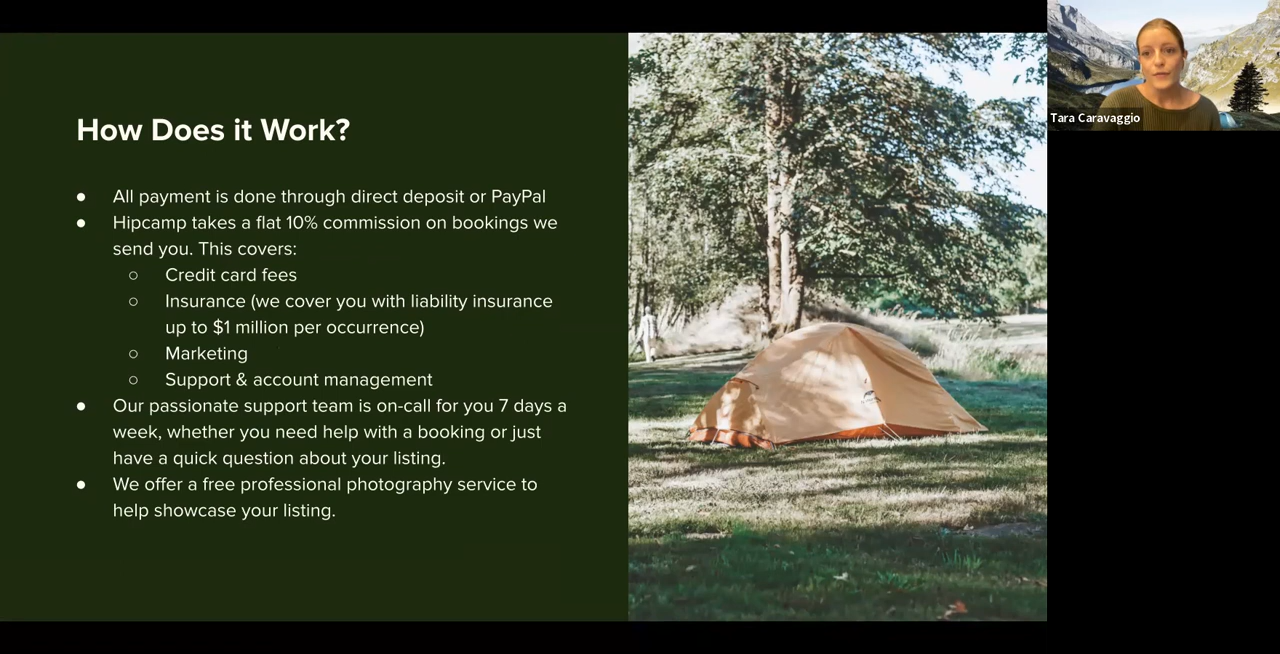 How Does it Work?
● All payment is done through direct deposit or PayPal
● Hipcamp takes a flat 10% commission on bookings we
send you. This covers:
○ Credit card fees
○ Insurance (we cover you with liability insurance
up to $1 million per occurrence)
○ Marketing
○ Support & account management
● Our passionate support team is on-call for you 7 days a
week, whether you need help with a booking or just
have a quick question about your listing.
● We offer a free professional photography service to
help showcase your listing.
Tara Caravaggio